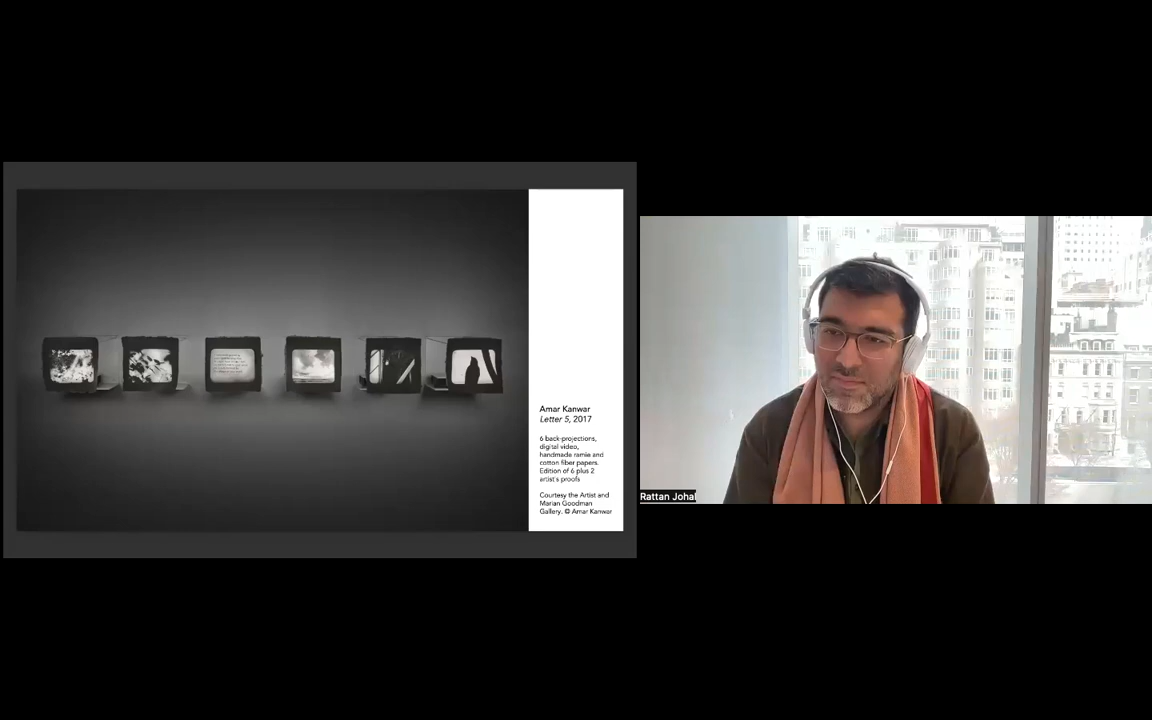 Amar Kanwar
Letter 5, 2017
6 back-projections,
digital video,
handmade ramie and
cotton fiber papers.
Edition of 6 plus 2
artist's proofs
Courtesy the Artist and
Marian Goodman
Gallery. © Amar Kanwar
Rattan Johal